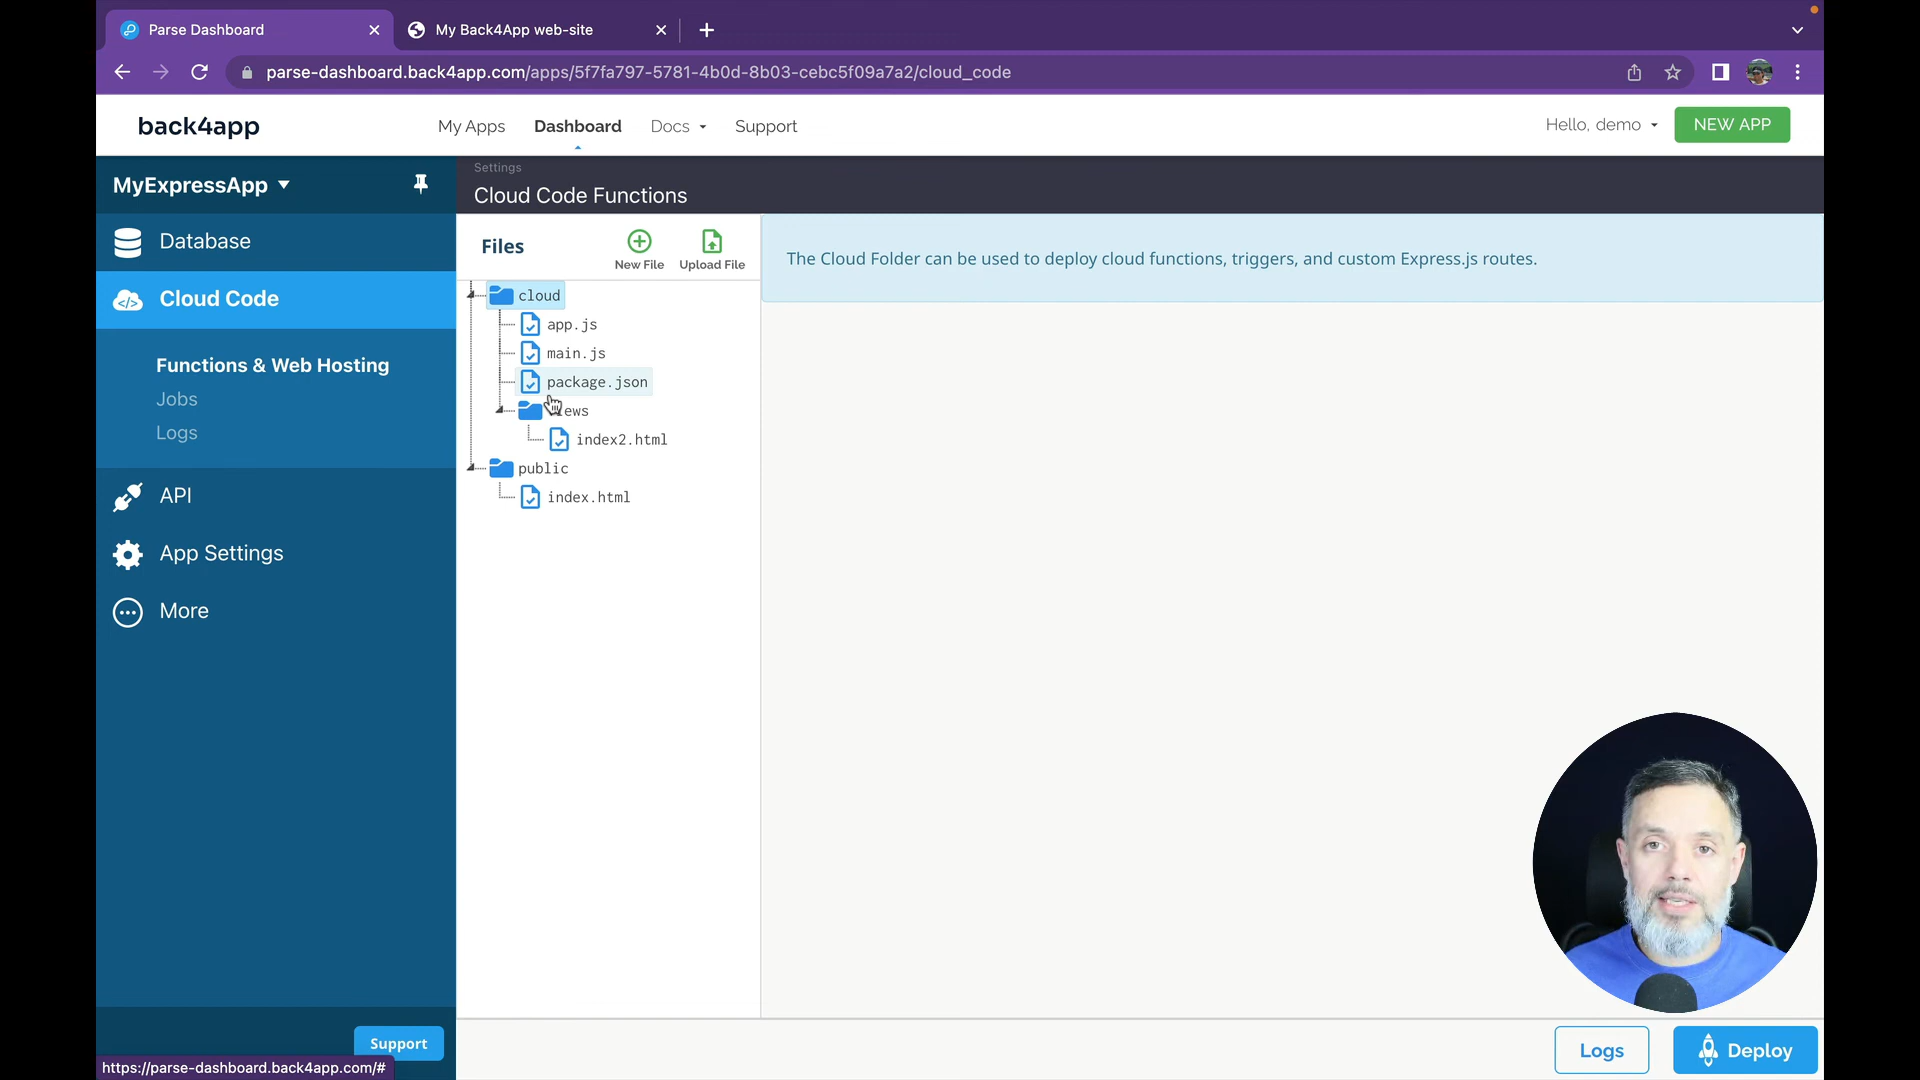 Parse Dashboard
My Back4App web-site
parse-dashboard.back4app.com/apps/5f7fa797-5781-4b0d-8b03-cebc5f09a7a2/cloud_code
back4app
My Apps
Dashboard
Docs
Support
Hello, demo
NEW APP
MyExpressApp
Settings
Cloud Code Functions
Database
Cloud Code
Functions & Web Hosting
Jobs
Logs
API
App Settings
More
Support
https://parse-dashboard.back4app.com/#
Files
New File
Upload File
cloud
app.js
main.js
package.json
index2.html
public
index.html
The Cloud Folder can be used to deploy cloud functions, triggers, and custom Express.js routes.
Logs
Deploy